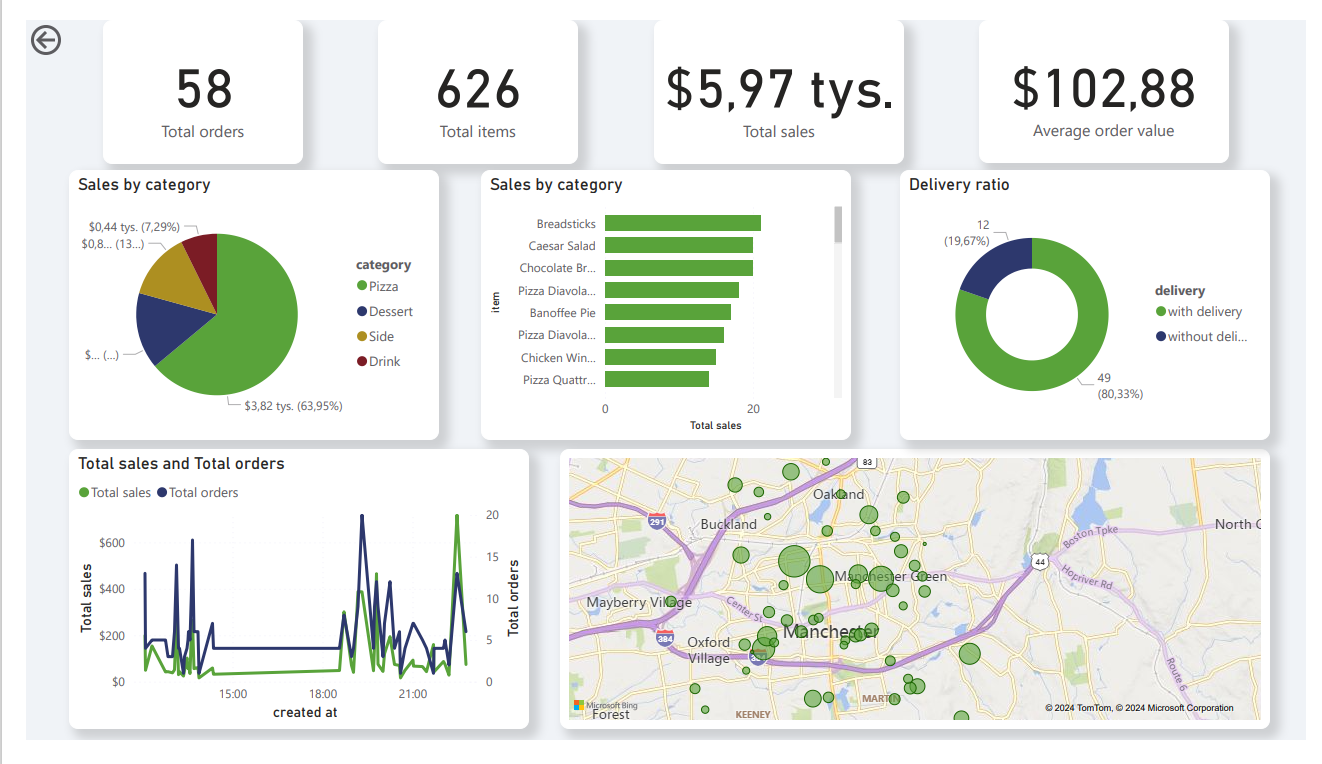 58
Total orders
626
Total items
$5,97 tys.
Total sales
$102,88
Average order value
Sales by category
$0,44 tys. (7,29%)
$0,8... (13...)
$... (...)
$3,82 tys. (63,95%)
category
Pizza
Dessert
Side
Drink
Sales by category
item
Breadsticks
Caesar Salad
Chocolate Br...
Pizza Diavola...
Banoffee Pie
Pizza Diavola...
Chicken Win...
Pizza Quattr...
0
20
Total sales
Delivery ratio
12
(19,67%)
49
(80,33%)
delivery
with delivery
without deli...
Total sales and Total orders
Total sales
Total orders
Total sales
$600
$400
$200
$0
20
15
10
5
0
Total orders
15:00
18:00
21:00
created at
83
Oakland
291
Buckland
North C
Boston Tpke
44
Manchester Green
Hopriver Rd
Mayberry Village
Center St
Manchester
384
Oxford
Village
Route 6
MARTIN
Microsoft Bing
Forest
KEENEY
© 2024 TomTom, © 2024 Microsoft Corporation